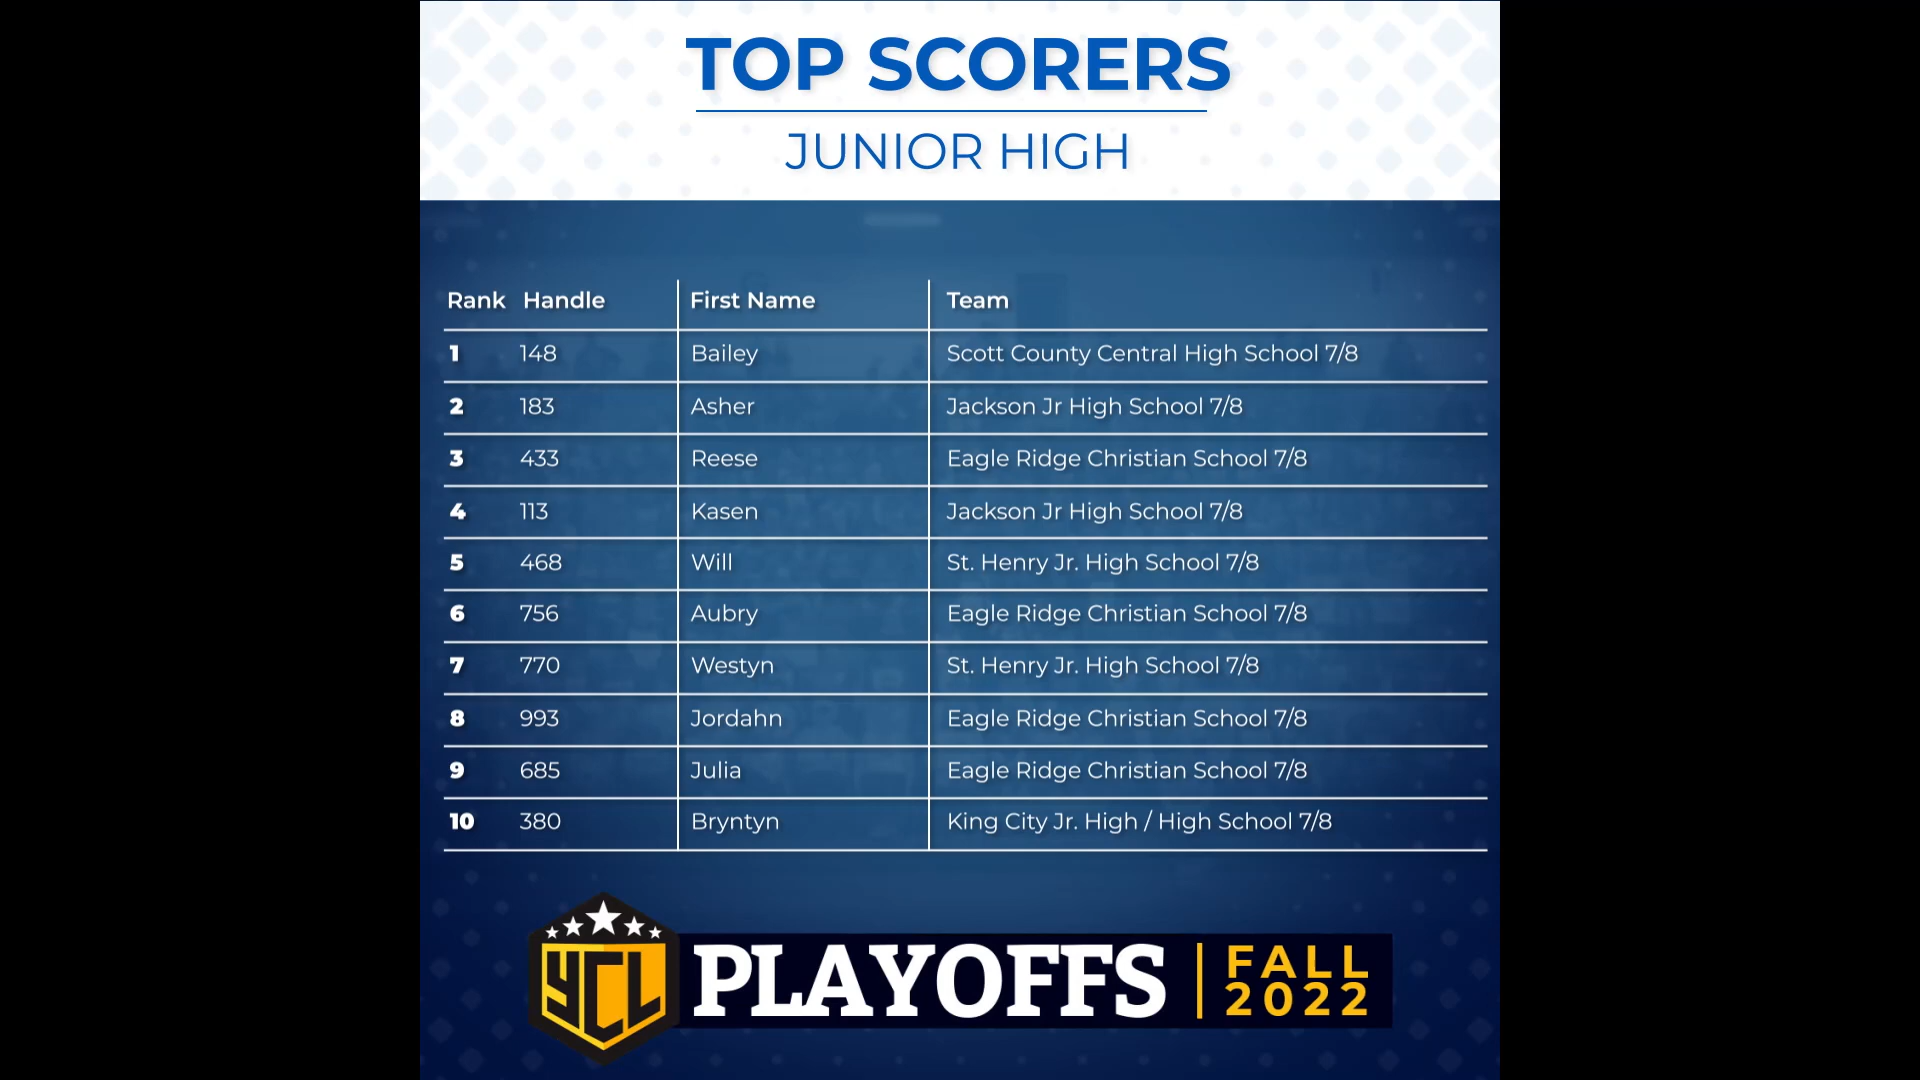 TOP SCORERS
JUNIOR HIGH
Rank Handle First Name Team
1 148 Bailey Scott County Central High School 7/8
2 183 Asher Jackson Jr High School 7/8
3 433 Reese Eagle Ridge Christian School 7/8
4 113 Kasen Jackson Jr High School 7/8
5 468 Will St. Henry Jr. High School 7/8
6 756 Aubry Eagle Ridge Christian School 7/8
7 770 Westyn St. Henry Jr. High School 7/8
8 993 Jordahn Eagle Ridge Christian School 7/8
9 685 Julia Eagle Ridge Christian School 7/8
10 380 Bryntyn King City Jr. High / High School 7/8
YCL
PLAYOFFS
FALL
2022